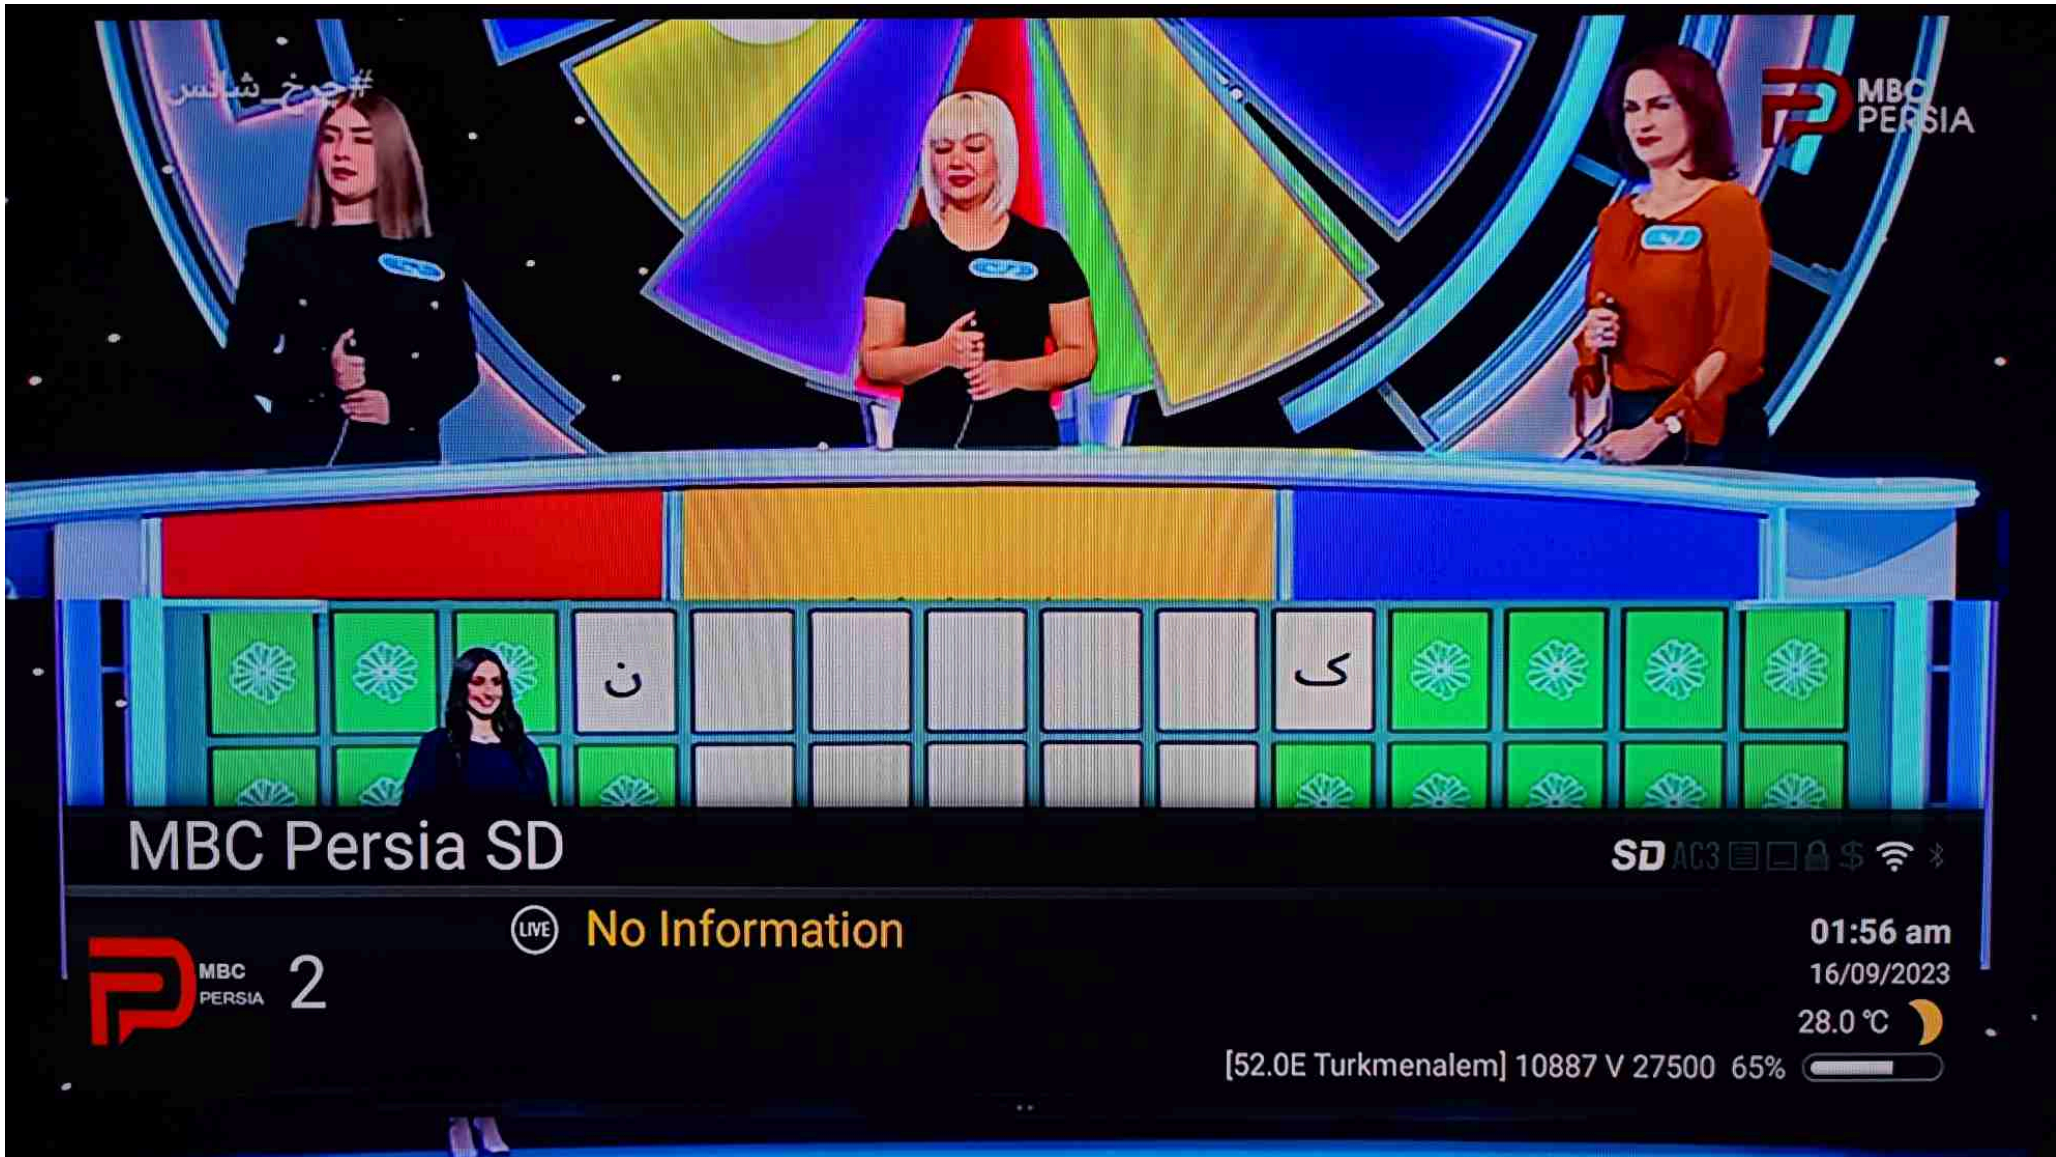 #چرخ_شانس
MBC
PERSIA
ن ک
MBC Persia SD
SD AC3 $
LIVE No Information
MBC
PERSIA
2
01:56 am
16/09/2023
28.0 °C
[52.0E Turkmenalem] 10887 V 27500 65%